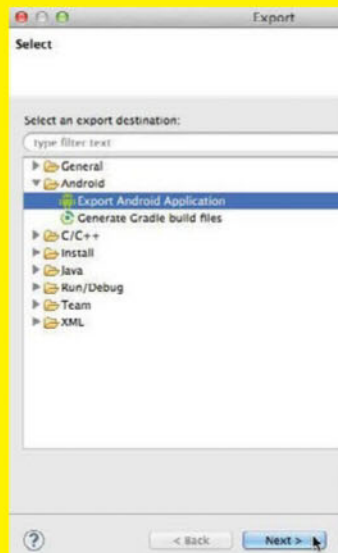 Export
Select
Select an export destination:
type filter text
General
Android
Export Android Application
Generate Gradle build files
C/C++
Install
Java
Run/Debug
Team
XML
?
< Back
Next >